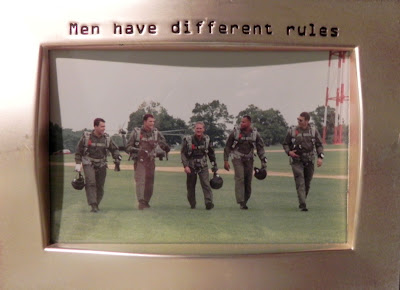 Men have different rules